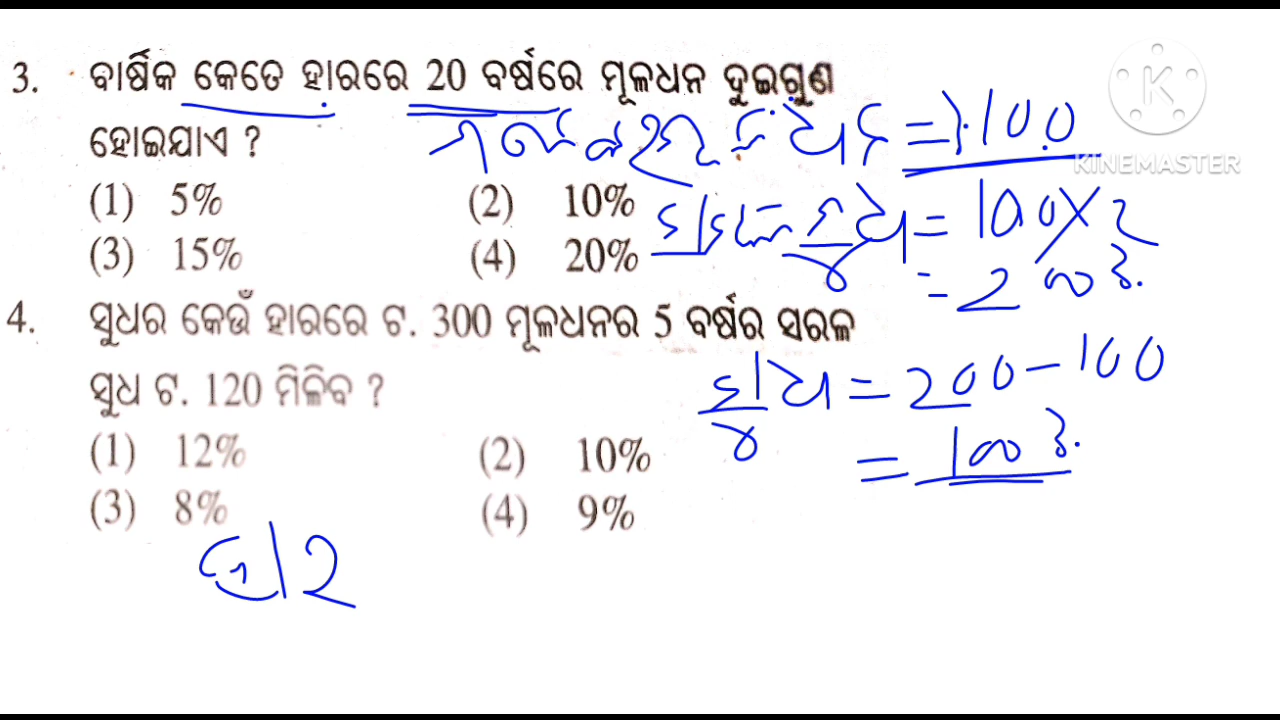 3. ବାର୍ଷିକ କେତେ ହାରରେ 20 ବର୍ଷରେ ମୂଳଧନ ଦୁଇଗୁଣ
ହୋଇଯାଏ ?
(1) 5% (2) 10%
(3) 15% (4) 20%
4. ସୁଧର କେଉଁ ହାରରେ ଟ. 300 ମୂଳଧନର 5 ବର୍ଷର ସରଳ
ସୁଧ ଟ. 120 ମିଳିବ ?
(1) 12% (2) 10%
(3) 8% (4) 9%
= 100
= 100 × 2
= 200
= 200 - 100
= 100
ହାର
K
KINEMASTER